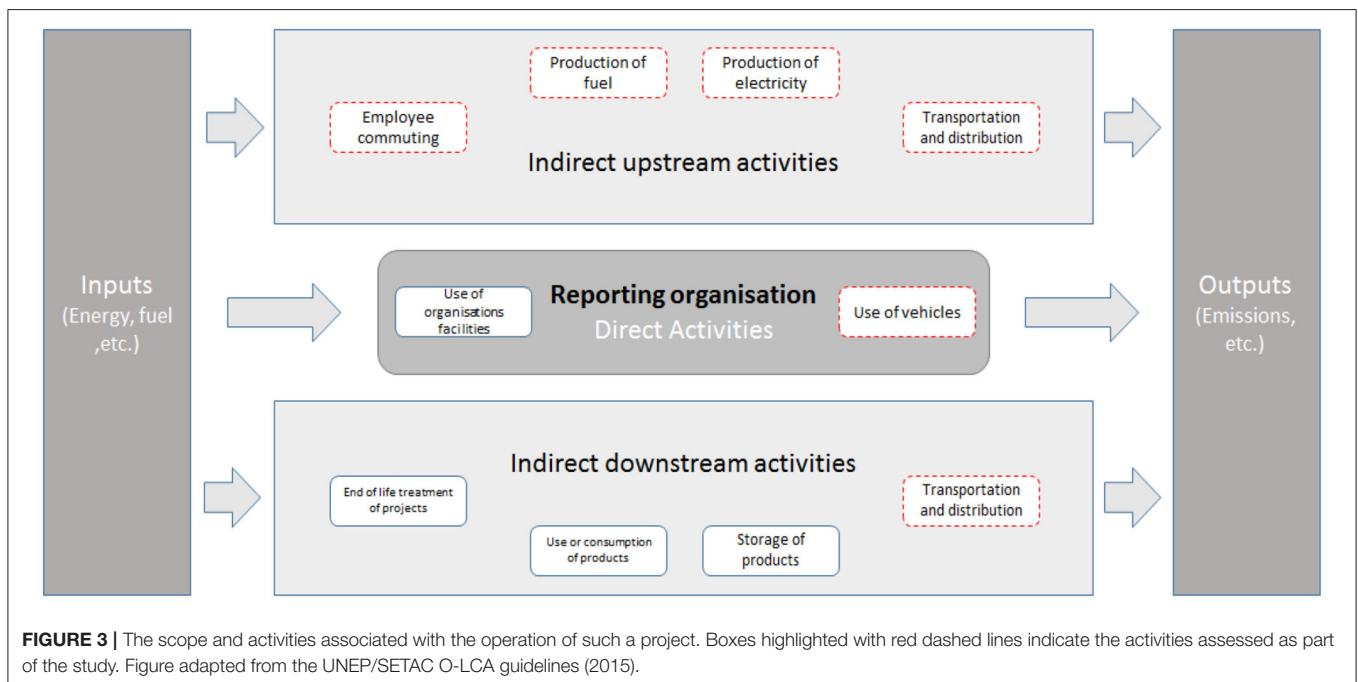 Inputs
(Energy, fuel
,etc.)
Production of
fuel
Production of
electricity
Employee
commuting
Transportation
and distribution
Indirect upstream activities
Use of
organisations
facilities
Reporting organisation
Direct Activities
Use of vehicles
Indirect downstream activities
End of life treatment
of projects
Use or consumption
of products
Storage of
products
Transportation
and distribution
Outputs
(Emissions,
etc.)
FIGURE 3 | The scope and activities associated with the operation of such a project. Boxes highlighted with red dashed lines indicate the activities assessed as part
of the study. Figure adapted from the UNEP/SETAC O-LCA guidelines (2015).